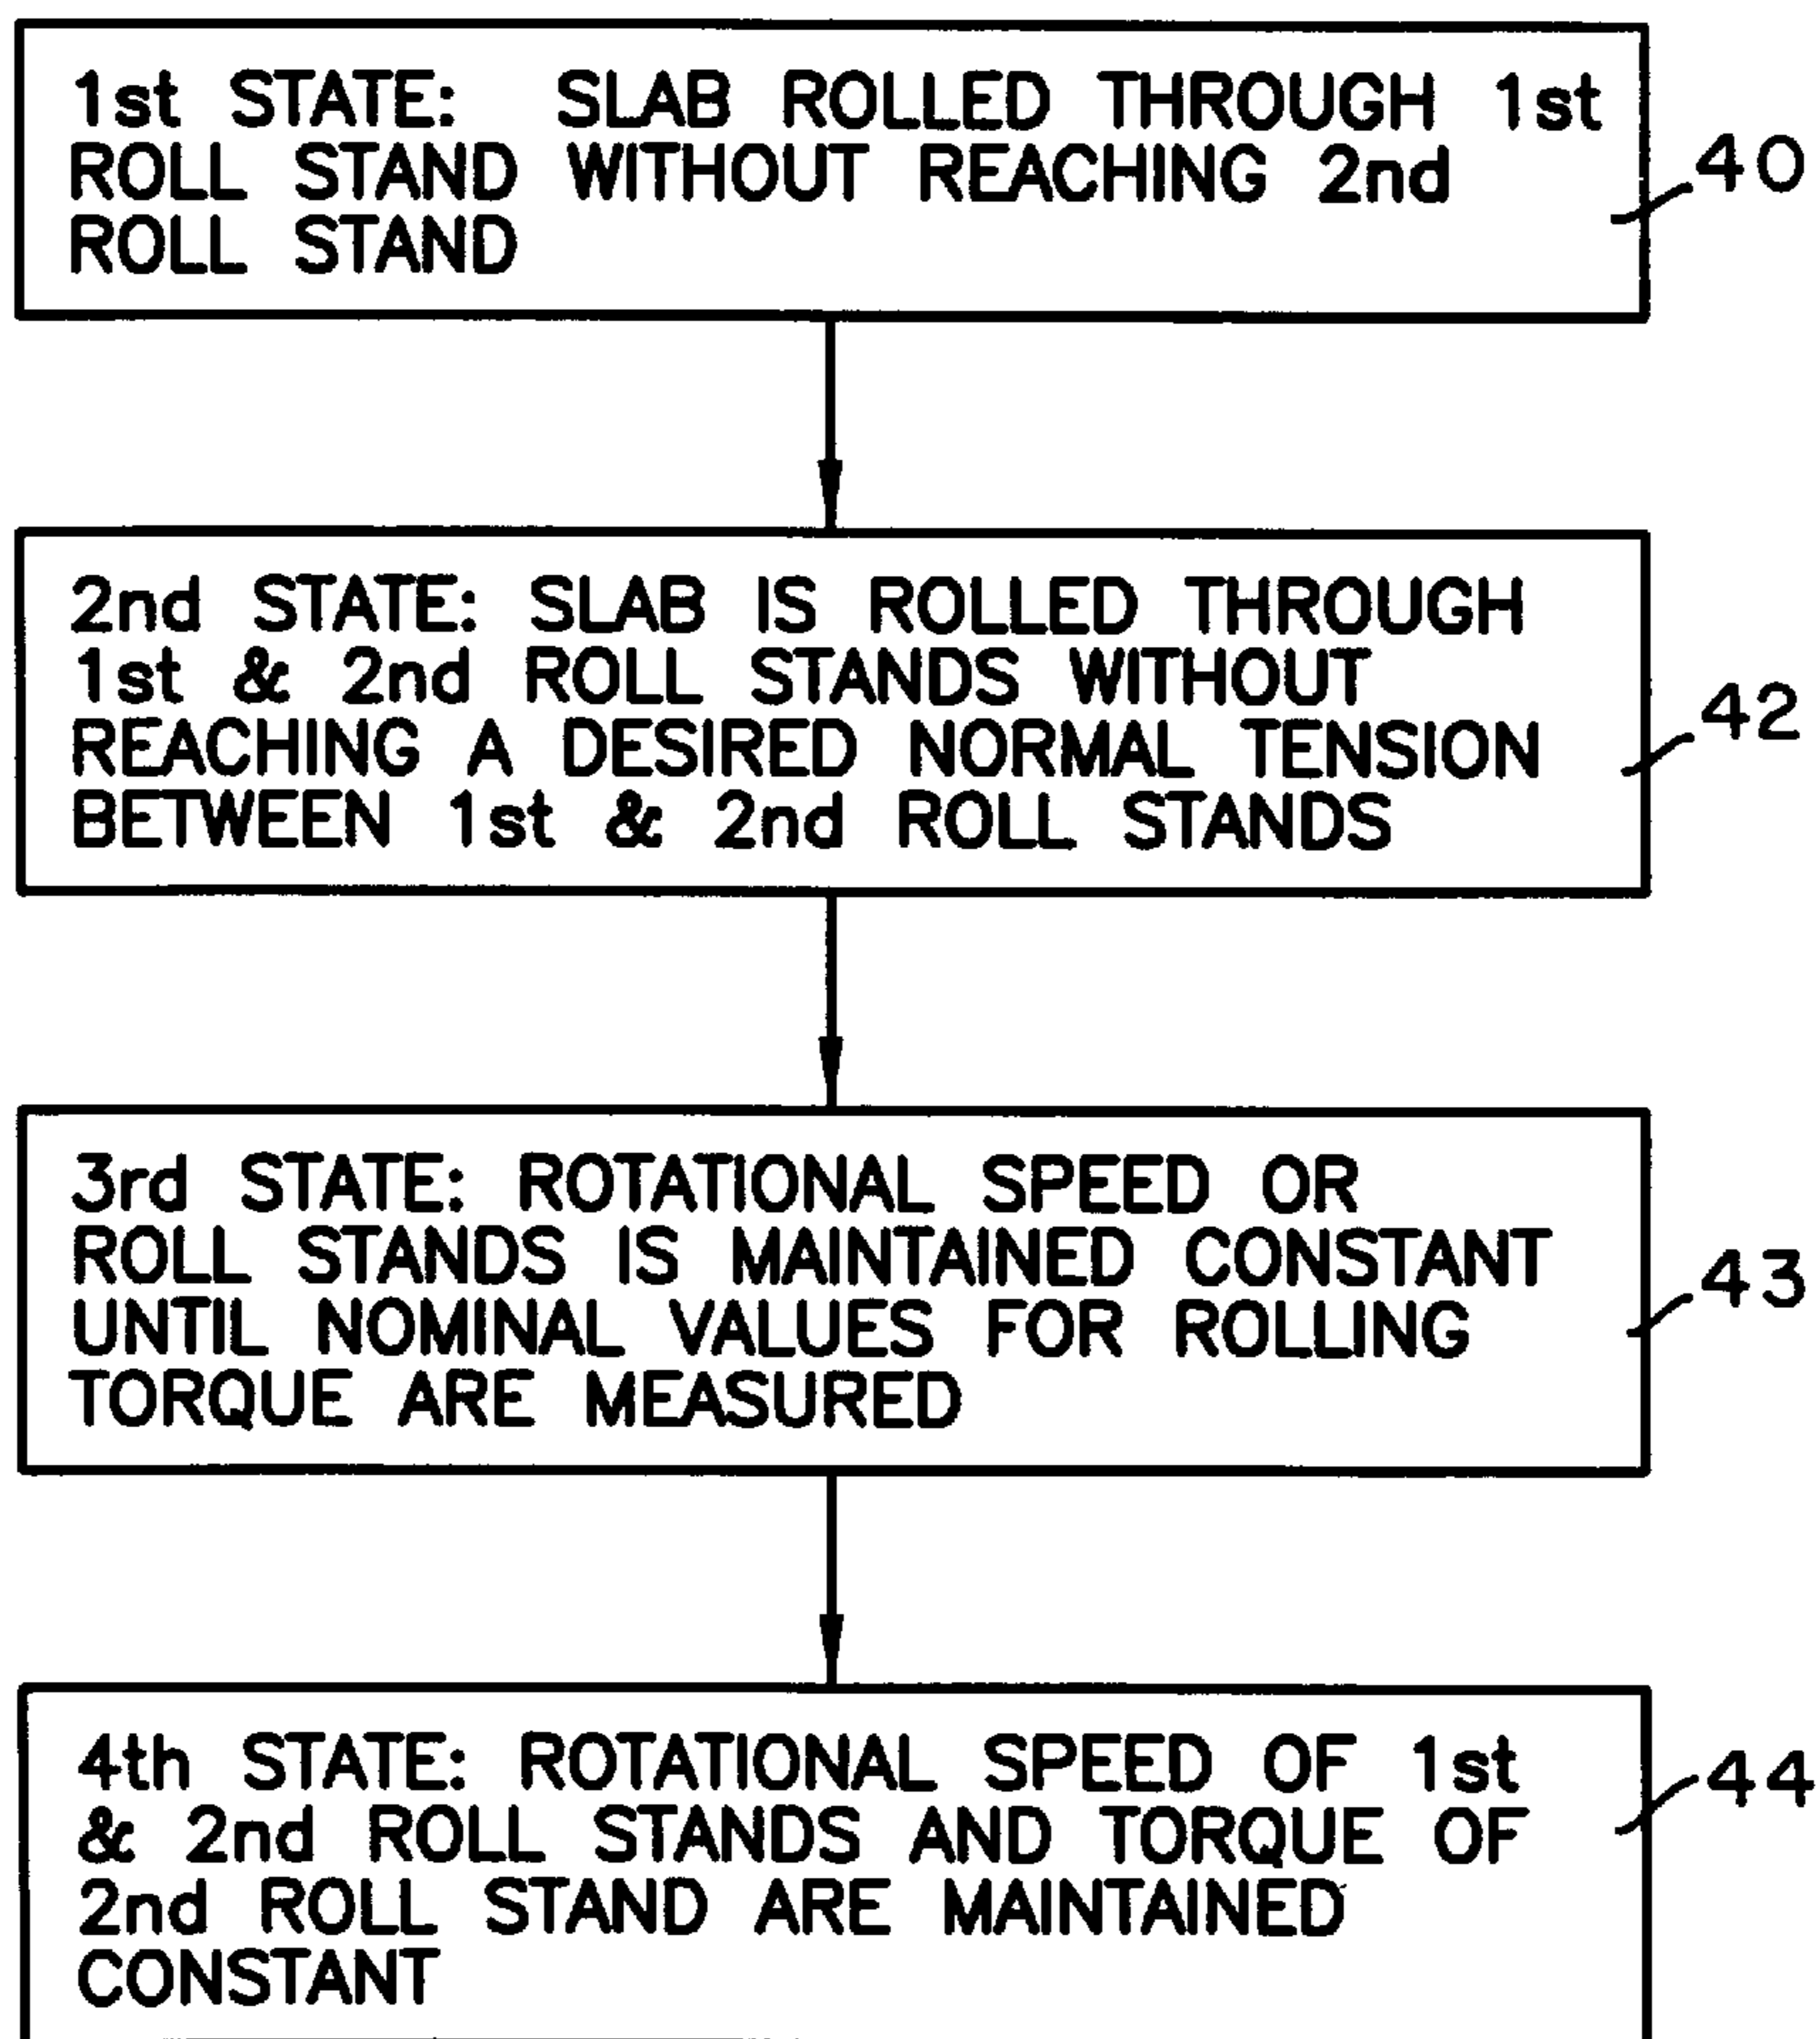 1st STATE: SLAB ROLLED THROUGH 1st
ROLL STAND WITHOUT REACHING 2nd
ROLL STAND
40
2nd STATE: SLAB IS ROLLED THROUGH
1st & 2nd ROLL STANDS WITHOUT
REACHING A DESIRED NORMAL TENSION
BETWEEN 1st & 2nd ROLL STANDS
42
3rd STATE: ROTATIONAL SPEED OR
ROLL STANDS IS MAINTAINED CONSTANT
UNTIL NOMINAL VALUES FOR ROLLING
TORQUE ARE MEASURED
43
4th STATE: ROTATIONAL SPEED OF 1st
& 2nd ROLL STANDS AND TORQUE OF
2nd ROLL STAND ARE MAINTAINED
CONSTANT
44